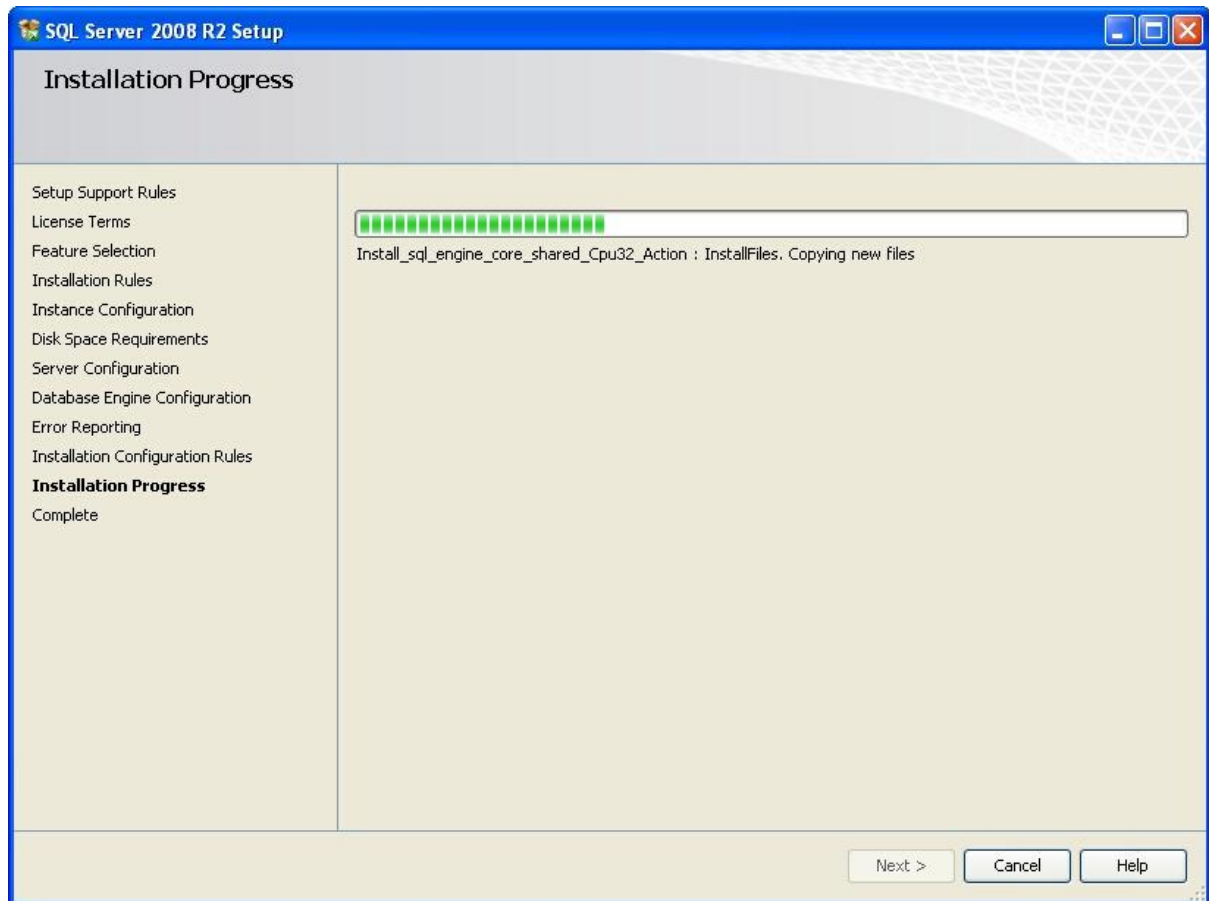 SQL Server 2008 R2 Setup
Installation Progress
Setup Support Rules
License Terms
Feature Selection
Installation Rules
Instance Configuration
Disk Space Requirements
Server Configuration
Database Engine Configuration
Error Reporting
Installation Configuration Rules
Installation Progress
Complete
Install_sql_engine_core_shared_Cpu32_Action : InstallFiles. Copying new files
Next > Cancel Help